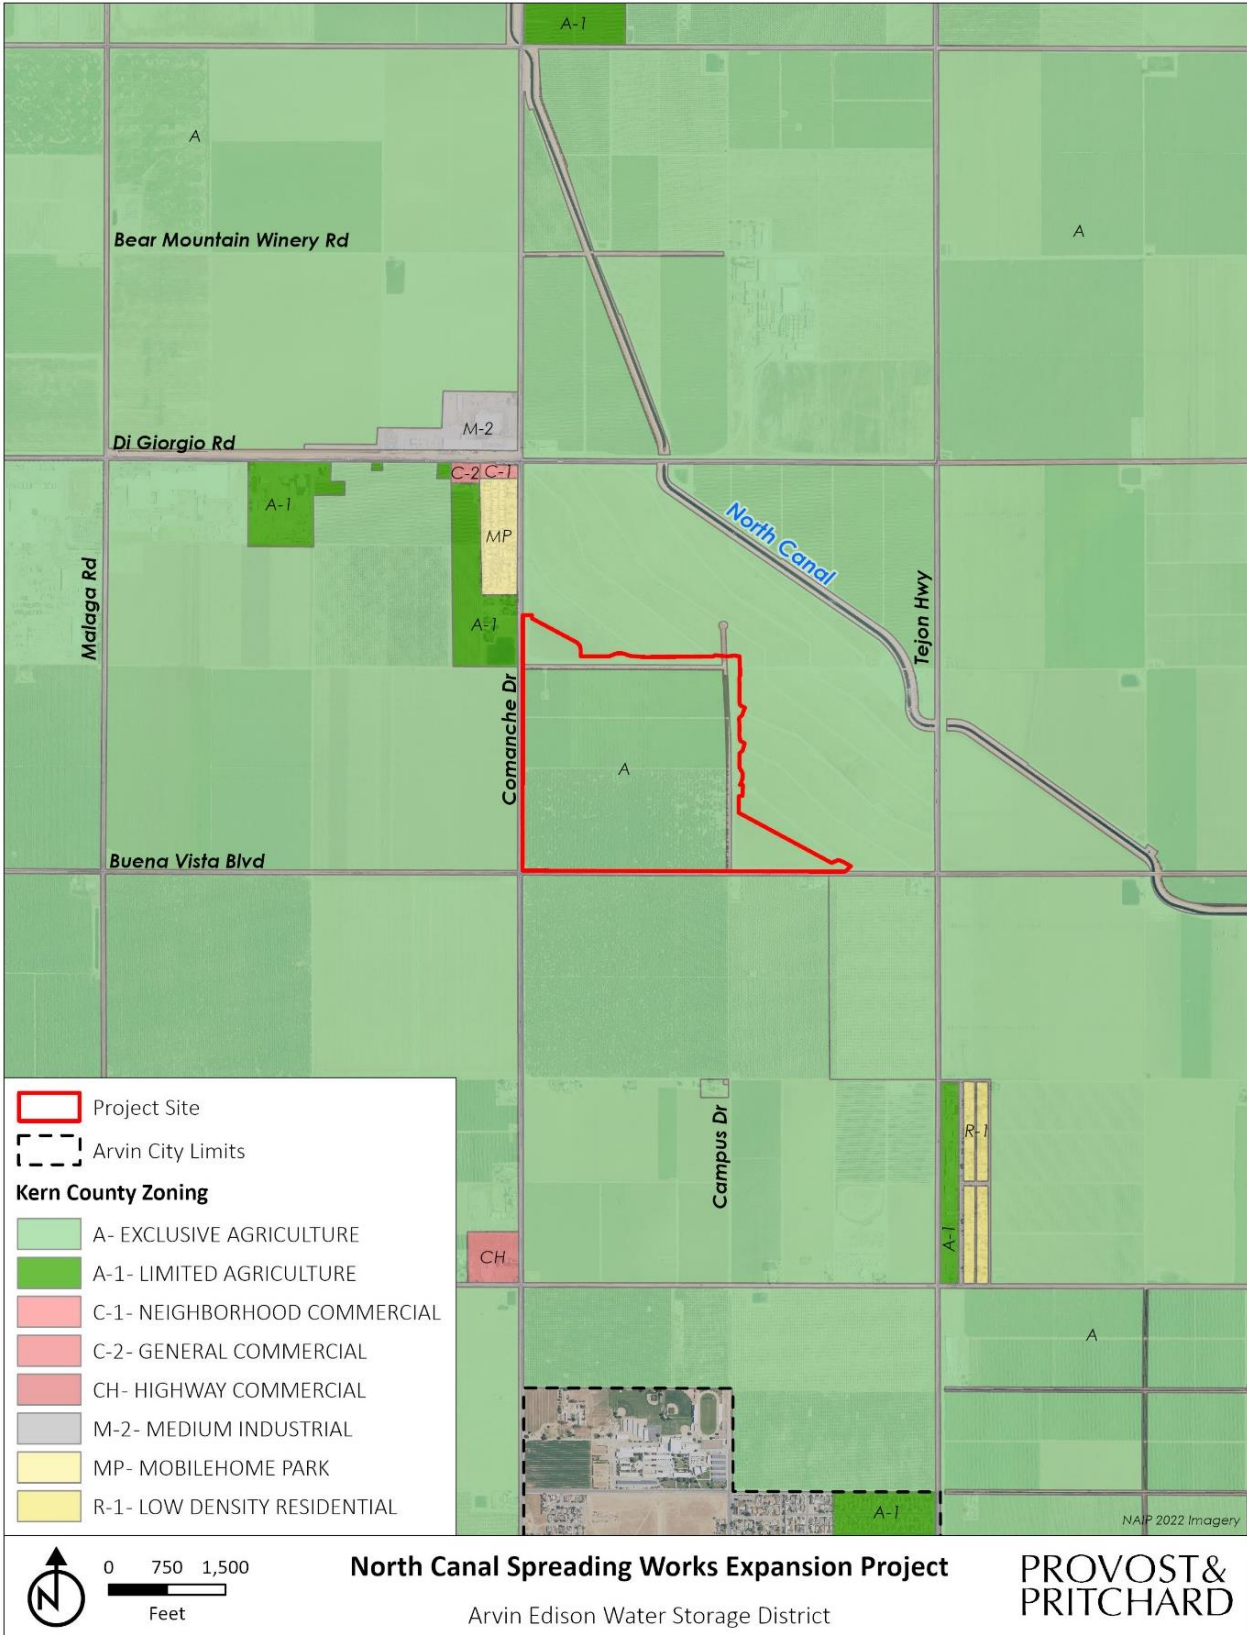 A-1
A
A
Bear Mountain Winery Rd
M-2
Di Giorgio Rd
C-2
C-1
A-1
MP
North Canal
Malaga Rd
A-1
Tejon Hwy
Comanche Dr
A
Buena Vista Blvd
Campus Dr
R-1
A-1
CH
A
A-1
NAIP 2022 Imagery
Project Site
Arvin City Limits
Kern County Zoning
A- EXCLUSIVE AGRICULTURE
A-1- LIMITED AGRICULTURE
C-1- NEIGHBORHOOD COMMERCIAL
C-2- GENERAL COMMERCIAL
CH- HIGHWAY COMMERCIAL
M-2- MEDIUM INDUSTRIAL
MP- MOBILEHOME PARK
R-1- LOW DENSITY RESIDENTIAL
N
0 750 1,500
Feet
North Canal Spreading Works Expansion Project
Arvin Edison Water Storage District
PROVOST&
PRITCHARD